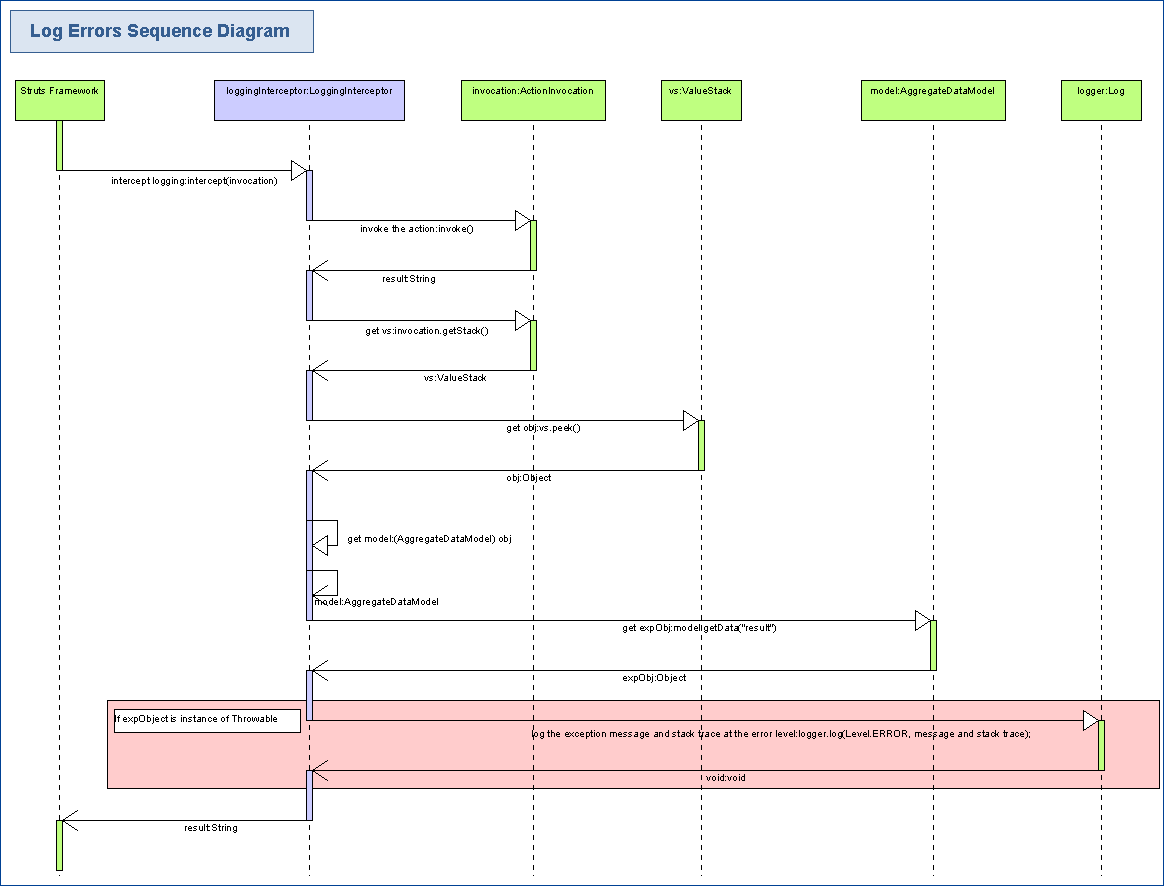 Log Errors Sequence Diagram
Struts Framework
loggingInterceptor:LoggingInterceptor
invocation:ActionInvocation
vs:ValueStack
model:AggregateDataModel
logger:Log
intercept logging:intercept(invocation)
invoke the action:invoke()
result:String
get vs:invocation.getStack()
vs:ValueStack
get obj:vs.peek()
obj:Object
get model:(AggregateDataModel) obj
model:AggregateDataModel
get expObj:model.getData("result")
expObj:Object
If expObject is instance of Throwable
log the exception message and stack trace at the error level:logger.log(Level.ERROR, message and stack trace);
void:void
result:String